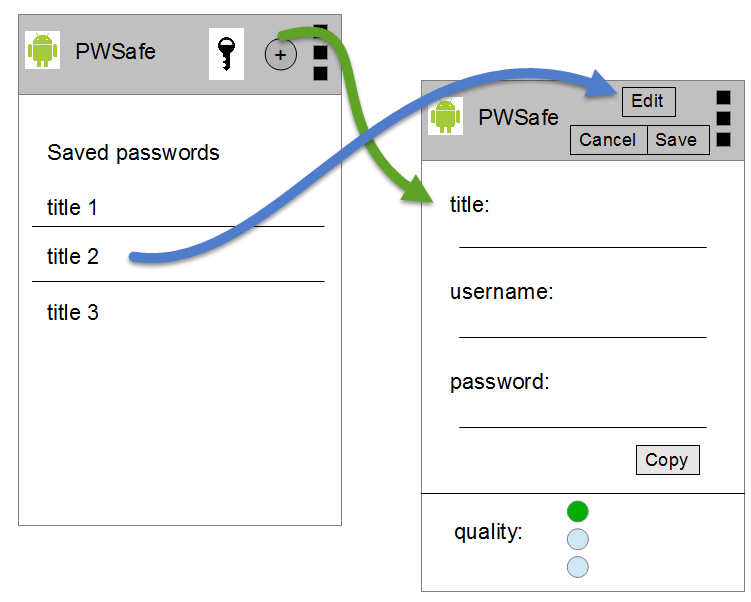 PWSafe
+
Saved passwords
title 1
title 2
title 3
PWSafe
Edit
Cancel Save
title:
username:
password:
Copy
quality: